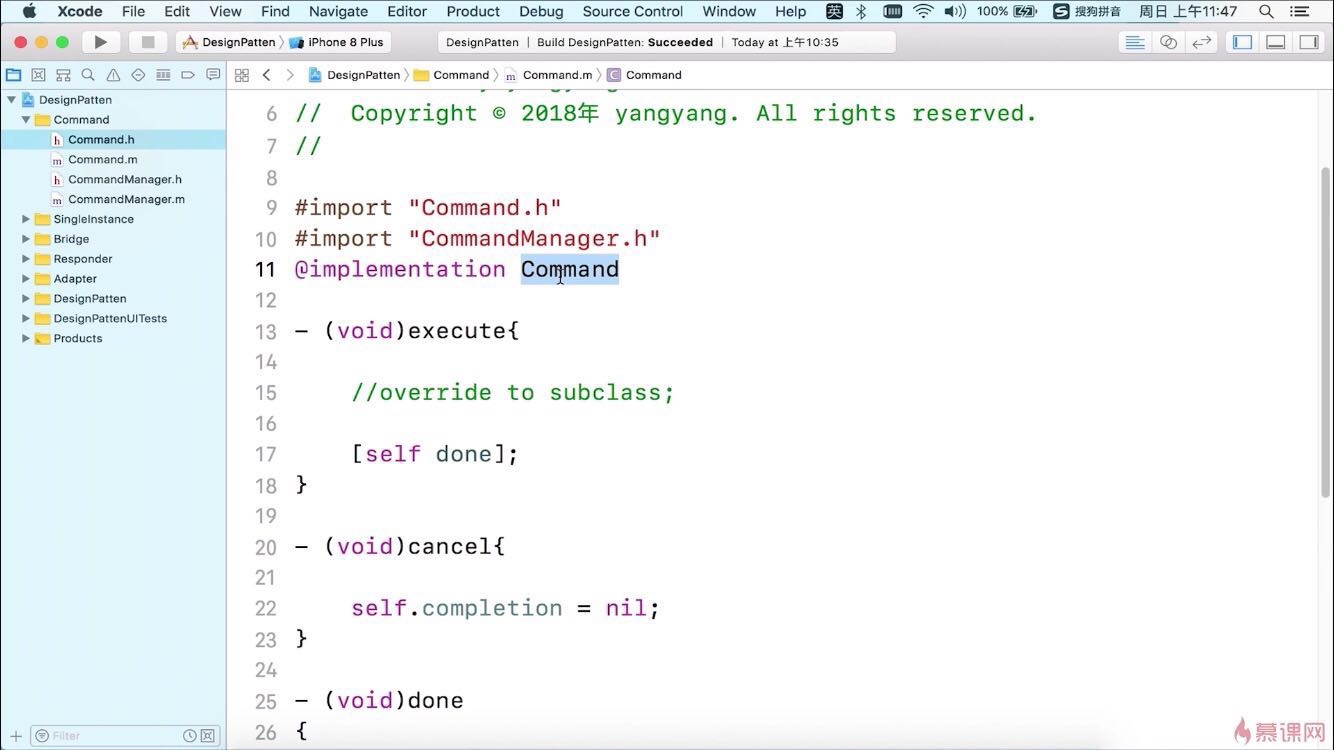 Xcode File Edit View Find Navigate Editor Product Debug Source Control Window Help 英 100% S 搜狗拼音 周日 上午11:47
DesignPatten 〉 iPhone 8 Plus DesignPatten | Build DesignPatten: Succeeded | Today at 上午10:35
DesignPatten 〉 Command 〉 m Command.m 〉 C Command
DesignPatten
Command
h Command.h
m Command.m
h CommandManager.h
m CommandManager.m
SingleInstance
Bridge
Responder
Adapter
DesignPatten
DesignPattenUITests
Products
Filter
6 //  Copyright © 2018年 yangyang. All rights reserved.
7 //
8
9 #import "Command.h"
10 #import "CommandManager.h"
11 @implementation Command
12
13 - (void)execute{
14
15     //override to subclass;
16
17     [self done];
18 }
19
20 - (void)cancel{
21
22     self.completion = nil;
23 }
24
25 - (void)done
26 {
慕课网